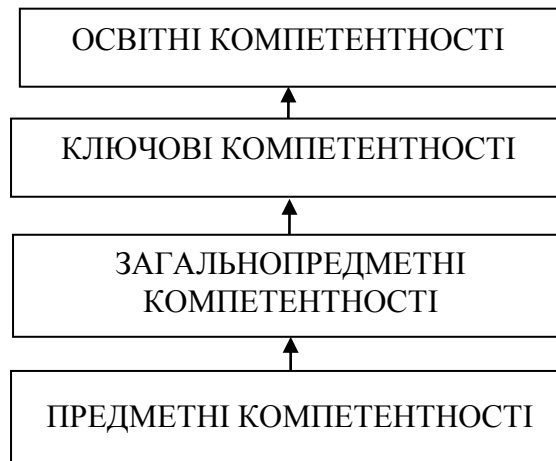 ОСВІТНІ КОМПЕТЕНТНОСТІ
КЛЮЧОВІ КОМПЕТЕНТНОСТІ
ЗАГАЛЬНОПРЕДМЕТНІ
КОМПЕТЕНТНОСТІ
ПРЕДМЕТНІ КОМПЕТЕНТНОСТІ